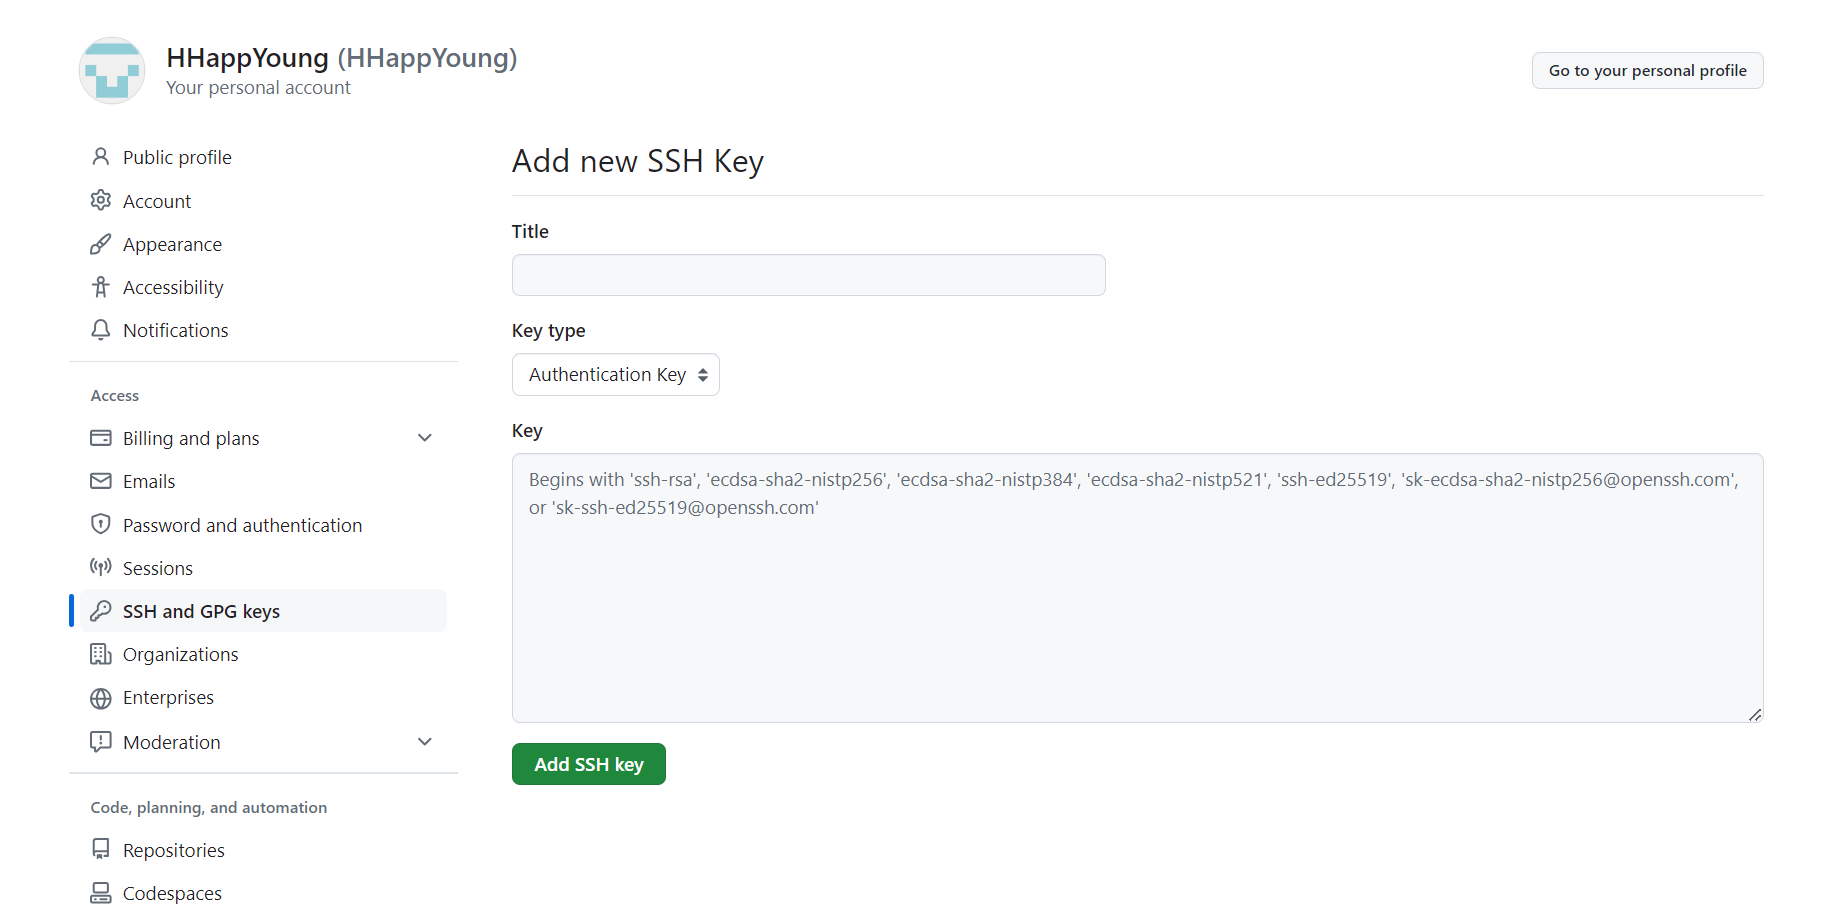 HHappYoung (HHappYoung)
Your personal account
Go to your personal profile
Public profile
Account
Appearance
Accessibility
Notifications
Access
Billing and plans
Emails
Password and authentication
Sessions
SSH and GPG keys
Organizations
Enterprises
Moderation
Code, planning, and automation
Repositories
Codespaces
Add new SSH Key
Title
Key type
Authentication Key
Key
Begins with 'ssh-rsa', 'ecdsa-sha2-nistp256', 'ecdsa-sha2-nistp384', 'ecdsa-sha2-nistp521', 'ssh-ed25519', 'sk-ecdsa-sha2-nistp256@openssh.com',
or 'sk-ssh-ed25519@openssh.com'
Add SSH key